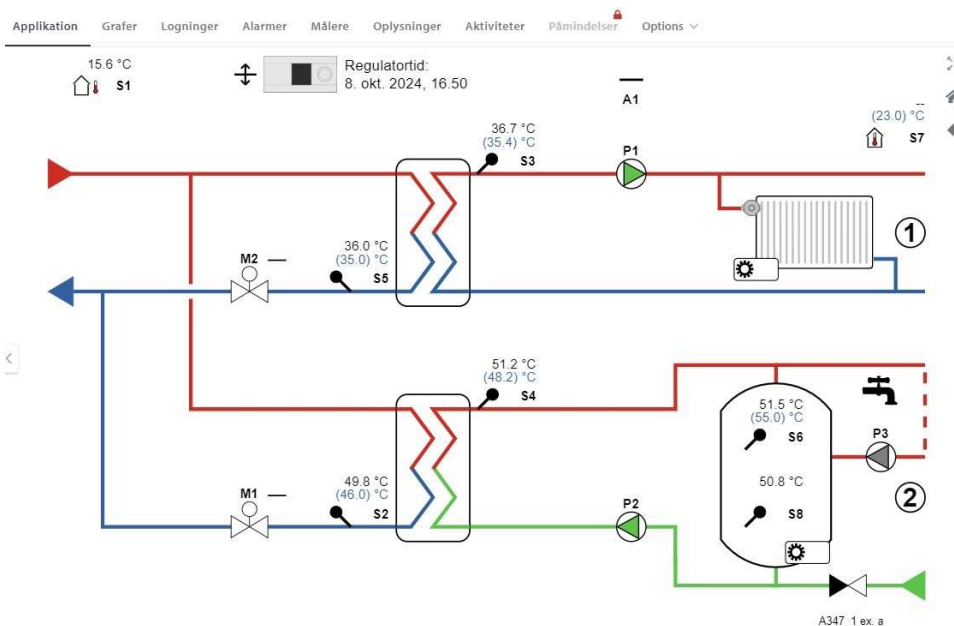 Applikation Grafer Logninger Alarmer Målere Oplysninger Aktiviteter Påmindelser Options
15.6 °C
S1
Regulatortid:
8. okt. 2024, 16.50
A1
--
(23.0) °C
S7
36.7 °C
(35.4) °C
S3
P1
1
36.0 °C
(35.0) °C
S5
M2
51.2 °C
(48.2) °C
S4
51.5 °C
(55.0) °C
S6
P3
49.8 °C
(46.0) °C
S2
M1
50.8 °C
S8
2
P2
A347_1 ex. a